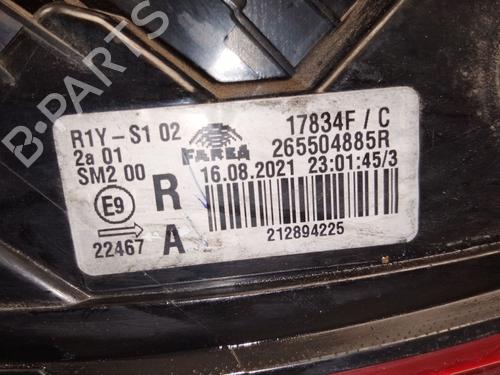 R1Y-S1 02
2a 01
SM2 00
E9
22467
R
A
FARBA
17834F / C
265504885R
16.08.2021 23:01:45/3
212894225
B-PARTS